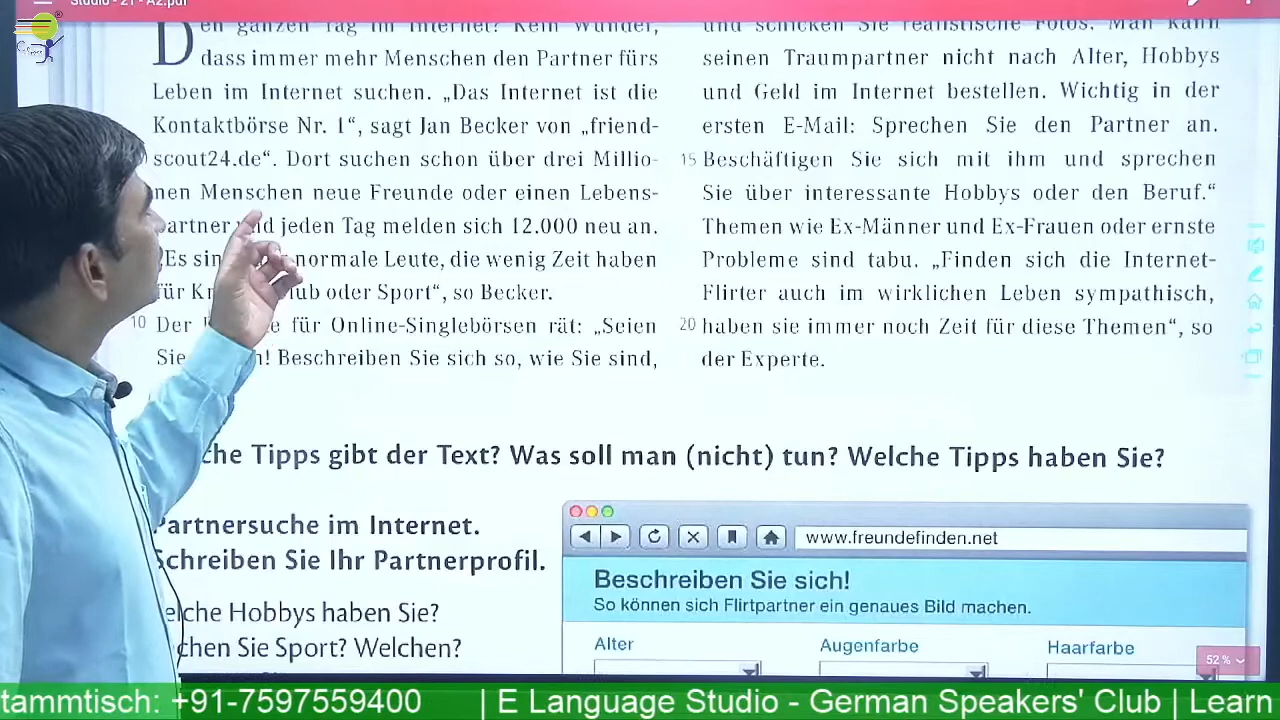 Studio - 21 - A2.pdf
Den ganzen Tag im Internet? Kein Wunder,
dass immer mehr Menschen den Partner fürs
Leben im Internet suchen. „Das Internet ist die
Kontaktbörse Nr. 1“, sagt Jan Becker von „friend-
scout24.de“. Dort suchen schon über drei Millio-
nen Menschen neue Freunde oder einen Lebens-
partner und jeden Tag melden sich 12.000 neu an.
„Es sin normale Leute, die wenig Zeit haben
für Kn lub oder Sport“, so Becker.
10 Der für Online-Singlebörsen rät: „Seien
Sie h! Beschreiben Sie sich so, wie Sie sind,
und schicken Sie realistische Fotos. Man kann
seinen Traumpartner nicht nach Alter, Hobbys
und Geld im Internet bestellen. Wichtig in der
ersten E-Mail: Sprechen Sie den Partner an.
15 Beschäftigen Sie sich mit ihm und sprechen
Sie über interessante Hobbys oder den Beruf.“
Themen wie Ex-Männer und Ex-Frauen oder ernste
Probleme sind tabu. „Finden sich die Internet-
Flirter auch im wirklichen Leben sympathisch,
20 haben sie immer noch Zeit für diese Themen“, so
der Experte.
che Tipps gibt der Text? Was soll man (nicht) tun? Welche Tipps haben Sie?
Partnersuche im Internet.
Schreiben Sie Ihr Partnerprofil.
elche Hobbys haben Sie?
chen Sie Sport? Welchen?
www.freundefinden.net
Beschreiben Sie sich!
So können sich Flirtpartner ein genaues Bild machen.
Alter Augenfarbe Haarfarbe
52 %
tammtisch: +91-7597559400 | E Language Studio - German Speakers' Club | Learn